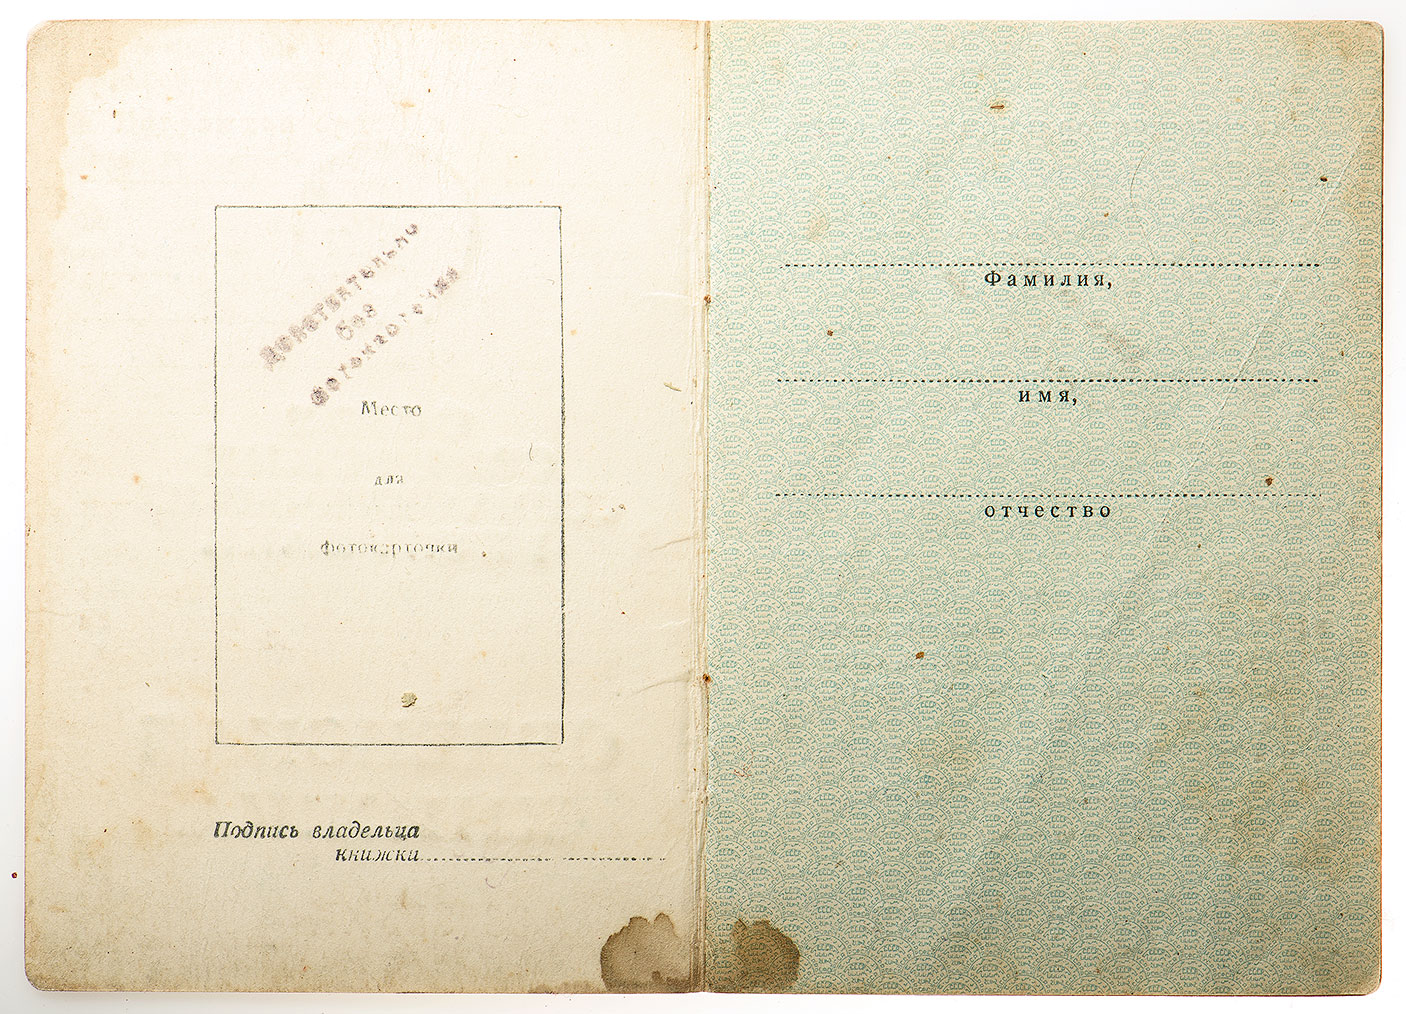 Действительно
без
фотокарточки
Место
для
фотокарточки
Подпись владельца
книжки
Фамилия,
имя,
отчество